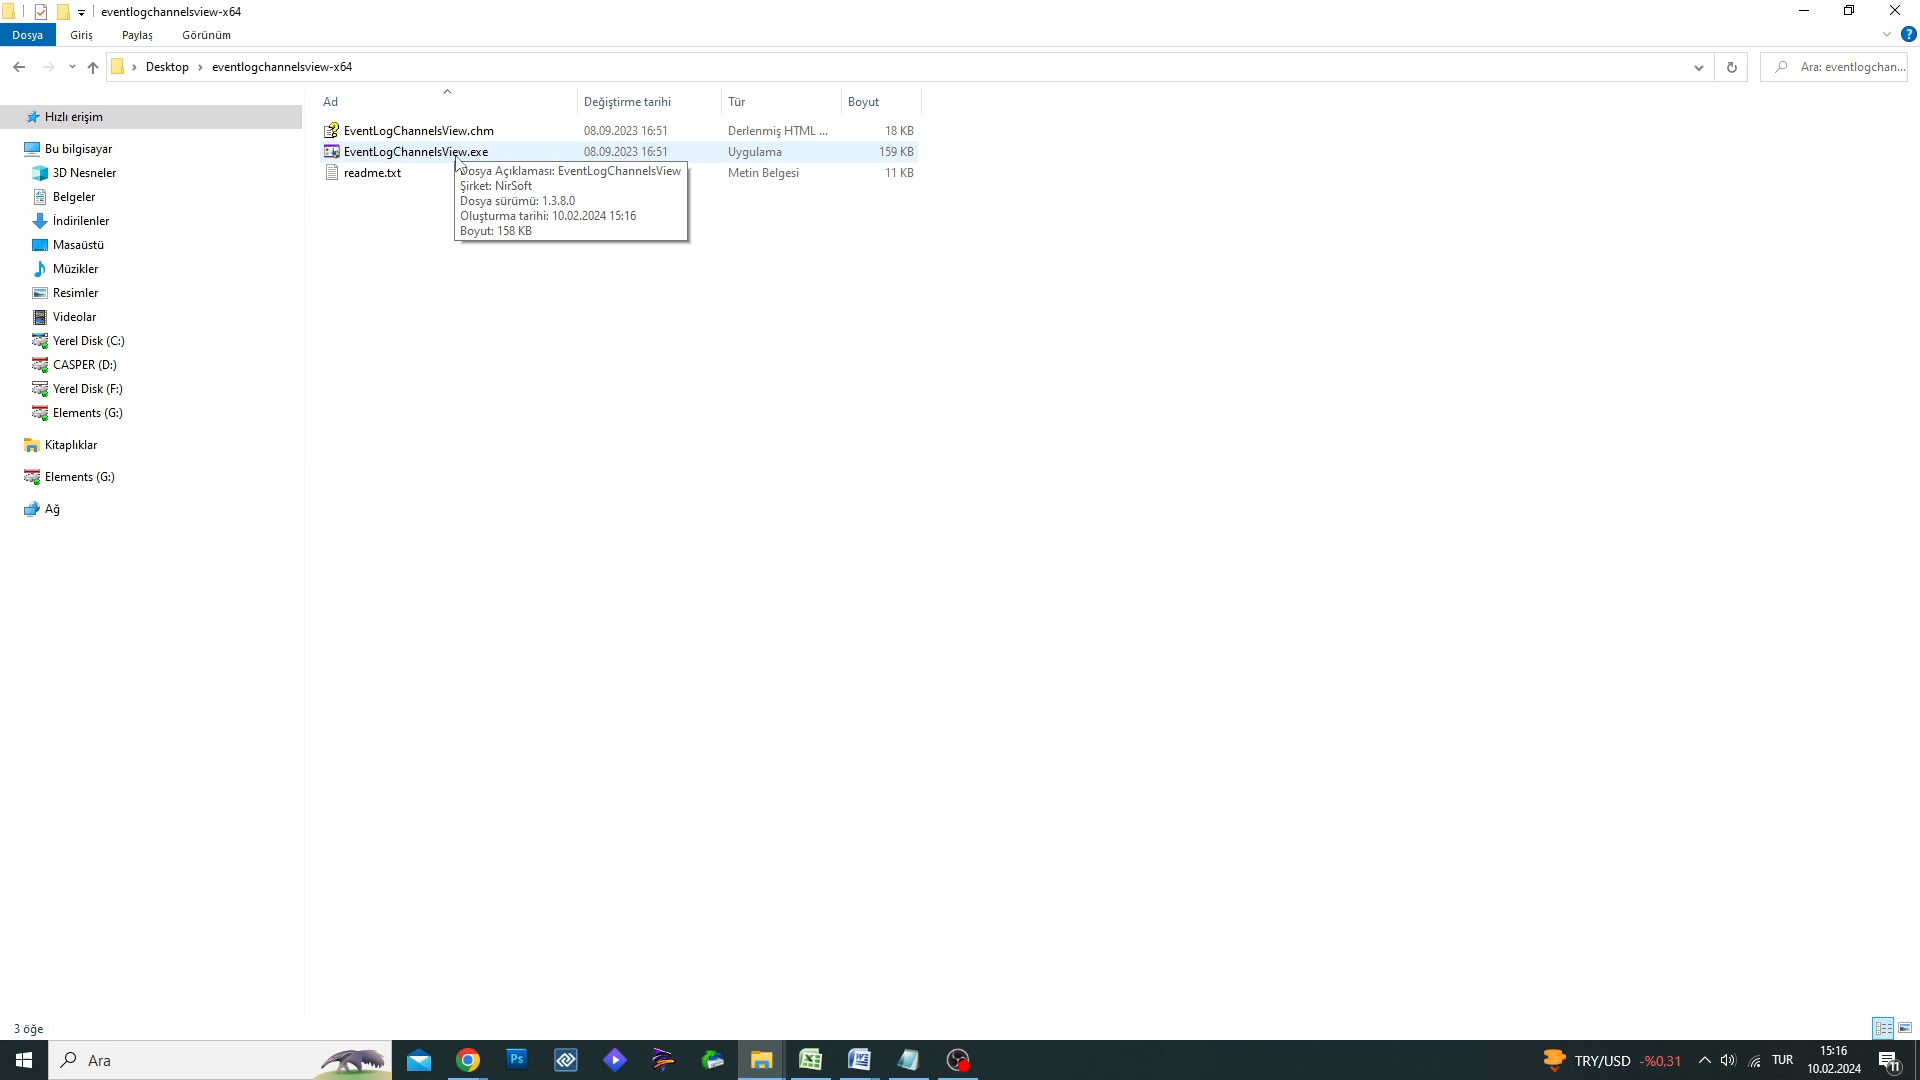 eventlogchannelsview-x64
Dosya Giriş Paylaş Görünüm
Desktop eventlogchannelsview-x64
Ara: eventlogchan...
Ad Değiştirme tarihi Tür Boyut
EventLogChannelsView.chm 08.09.2023 16:51 Derlenmiş HTML ... 18 KB
EventLogChannelsView.exe 08.09.2023 16:51 Uygulama 159 KB
readme.txt Metin Belgesi 11 KB
Dosya Açıklaması: EventLogChannelsView
Şirket: NirSoft
Dosya sürümü: 1.3.8.0
Oluşturma tarihi: 10.02.2024 15:16
Boyut: 158 KB
Hızlı erişim
Bu bilgisayar
3D Nesneler
Belgeler
İndirilenler
Masaüstü
Müzikler
Resimler
Videolar
Yerel Disk (C:)
CASPER (D:)
Yerel Disk (F:)
Elements (G:)
Kitaplıklar
Elements (G:)
Ağ
3 öğe
Ara
Ps
TRY/USD -%0,31
TUR
15:16
10.02.2024
11